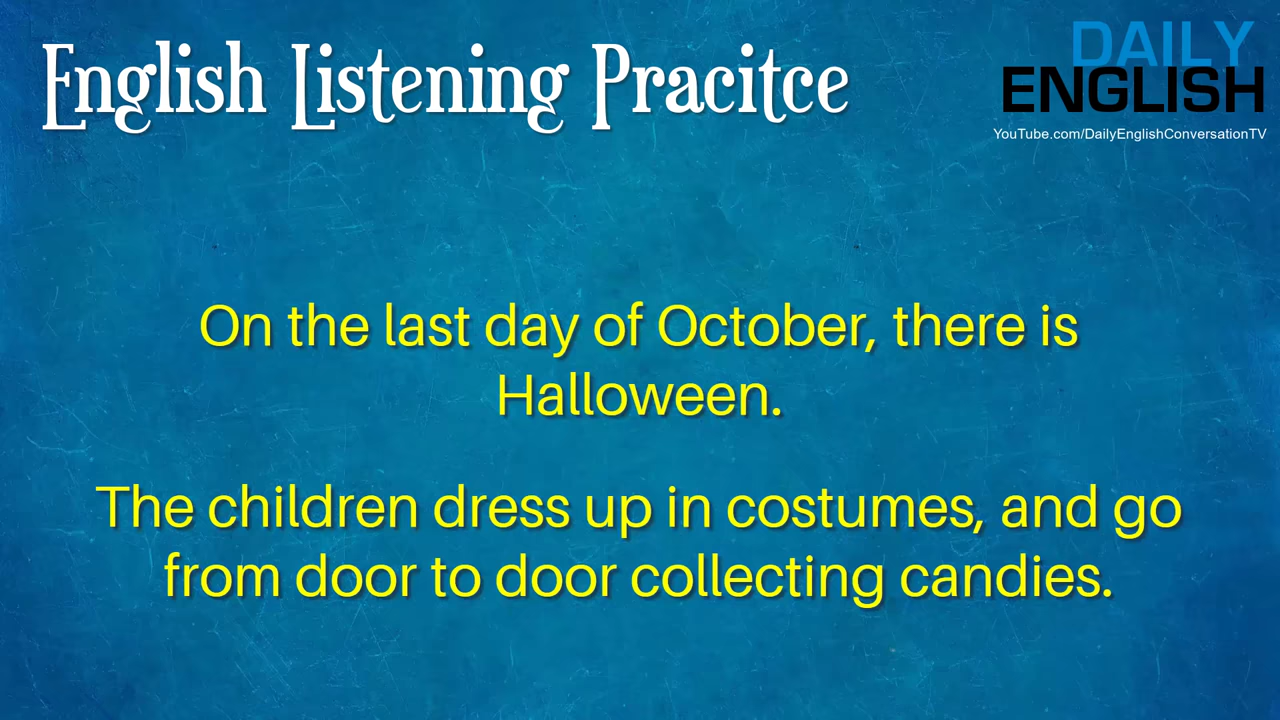 English Listening Pracitce
DAILY
ENGLISH
YouTube.com/DailyEnglishConversationTV
On the last day of October, there is
Halloween.
The children dress up in costumes, and go
from door to door collecting candies.